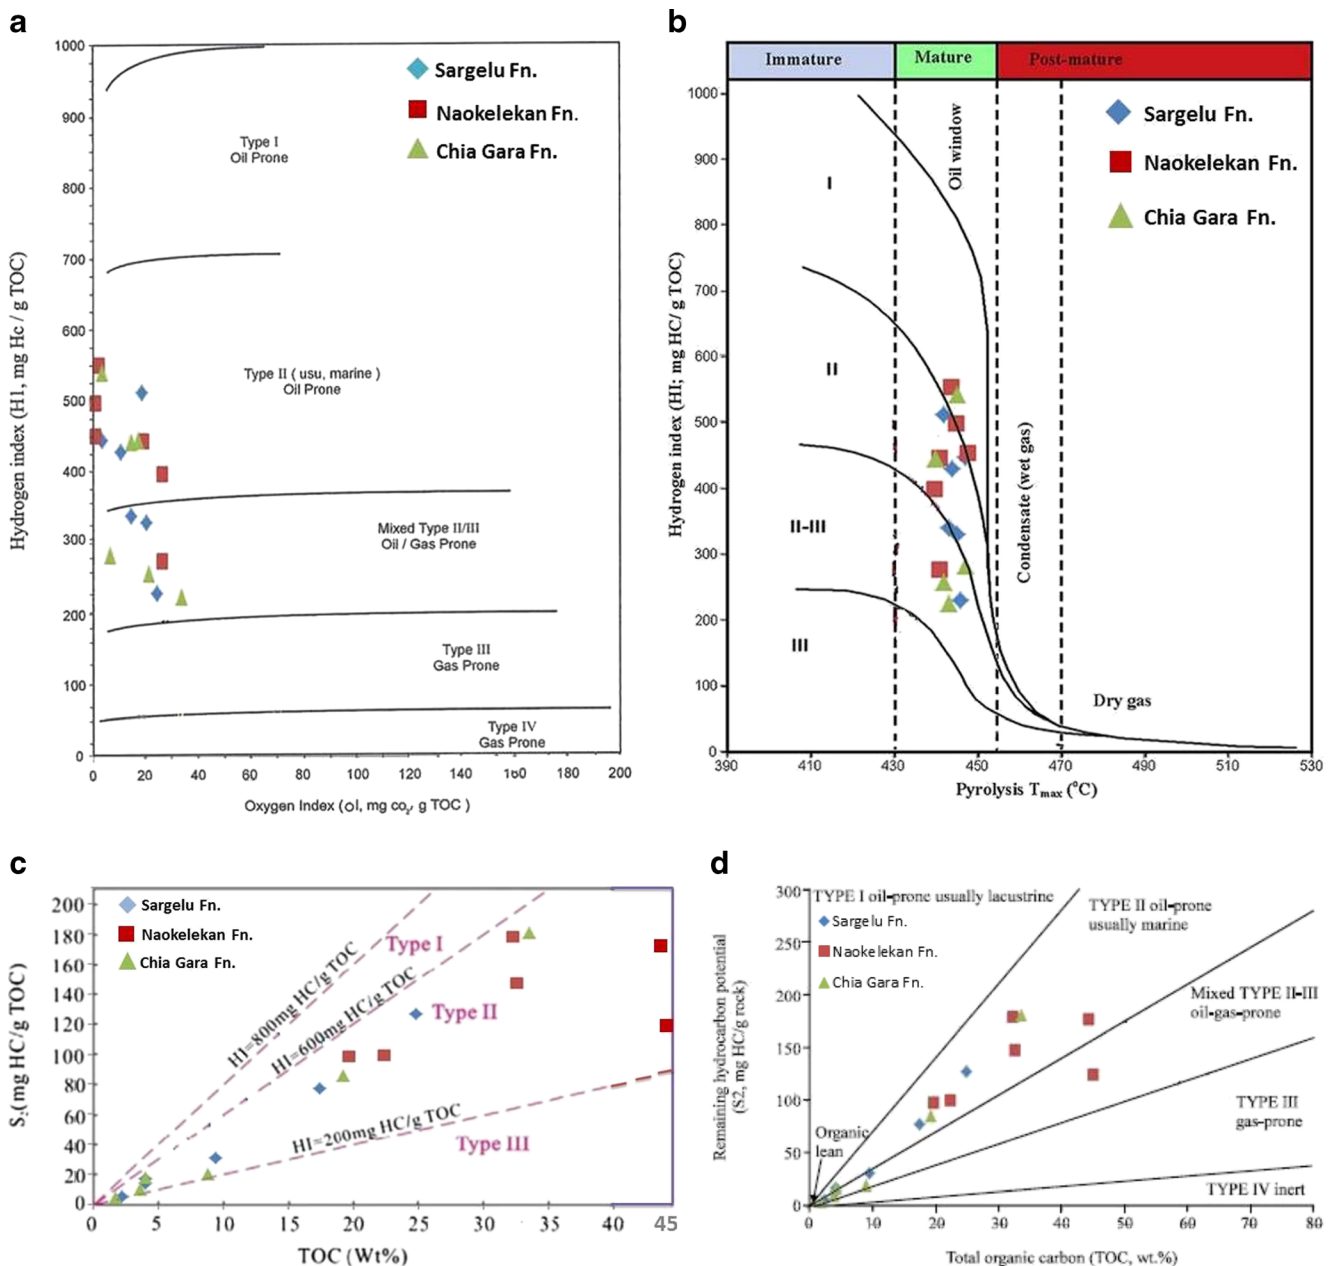 a
Sargelu Fn.
Naokelekan Fn.
Chia Gara Fn.
Hydrogen index (H1, mg Hc / g TOC)
1000
900
800
700
600
500
400
300
200
100
0
Type I
Oil Prone
Type II ( usu, marine )
Oil Prone
Mixed Type II/III
Oil / Gas Prone
Type III
Gas Prone
Type IV
Gas Prone
0 20 40 60 80 100 120 140 160 180 200
Oxygen Index (OI, mg co2, g TOC )
b
Immature Mature Post-mature
Sargelu Fn.
Naokelekan Fn.
Chia Gara Fn.
Hydrogen index (HI; mg HC/ g TOC)
1000
900
800
700
600
500
400
300
200
100
0
I
II
II-III
III
Oil window
Condensate (wet gas)
Dry gas
390 410 430 450 470 490 510 530
Pyrolysis Tmax (°C)
c
Sargelu Fn.
Naokelekan Fn.
Chia Gara Fn.
S2(mg HC/g TOC)
200
180
160
140
120
100
80
60
40
20
0
HI=800mg HC/g TOC
HI=600mg HC/g TOC
HI=200mg HC/g TOC
Type I
Type II
Type III
0 5 10 15 20 25 30 35 40 45
TOC (Wt%)
d
TYPE I oil-prone usually lacustrine
Sargelu Fn.
Naokelekan Fn.
Chia Gara Fn.
TYPE II oil-prone
usually marine
Mixed TYPE II-III
oil-gas-prone
TYPE III
gas-prone
TYPE IV inert
Organic
lean
Remaining hydrocarbon potential
(S2, mg HC/g rock)
300
250
200
150
100
50
0
0 10 20 30 40 50 60 70 80
Total organic carbon (TOC, wt.%)